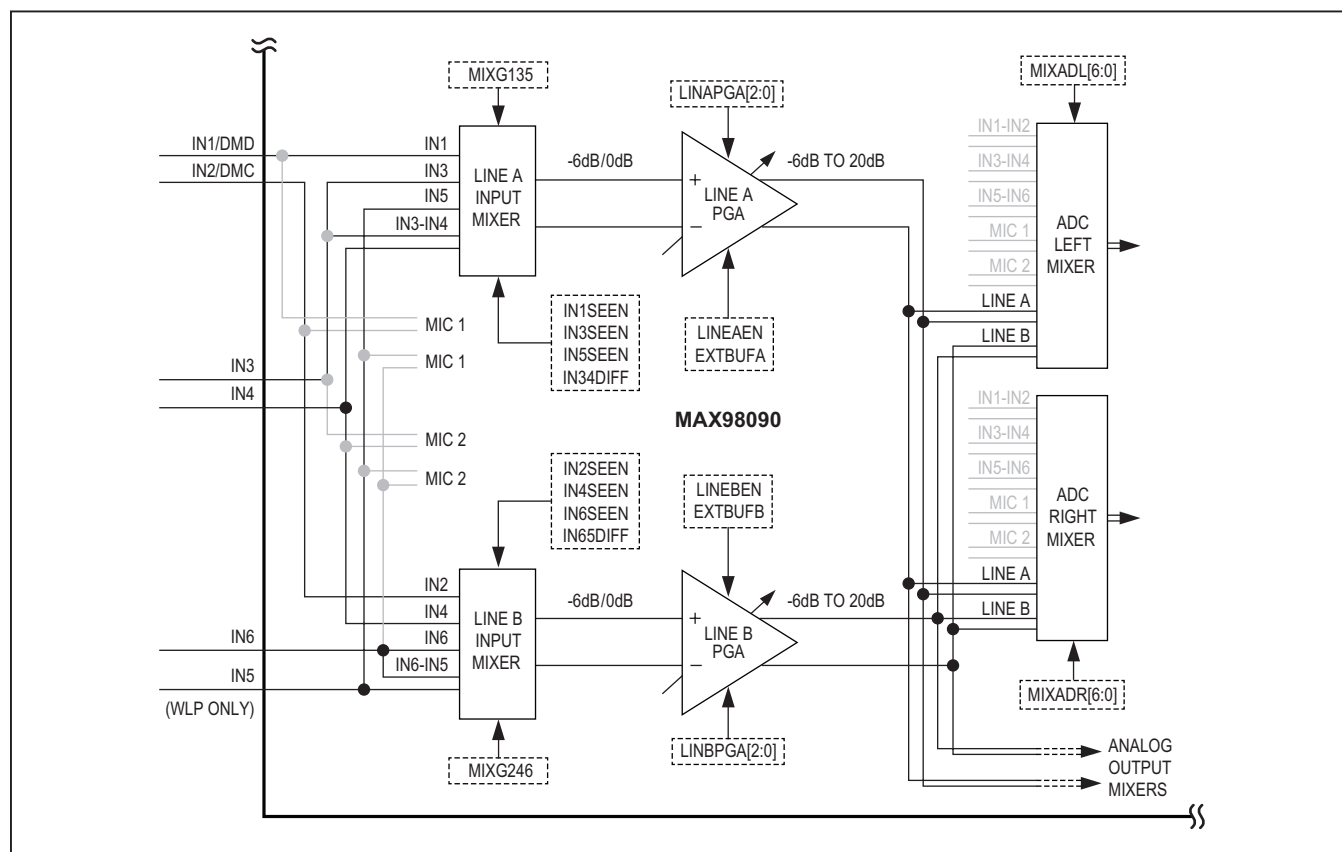 MIXG135
LINAPGA[2:0]
MIXADL[6:0]
IN1/DMD
IN2/DMC
IN1
IN3
IN5
IN3-IN4
LINE A
INPUT
MIXER
-6dB/0dB
+
−
LINE A
PGA
-6dB TO 20dB
IN1-IN2
IN3-IN4
IN5-IN6
MIC 1
MIC 2
LINE A
LINE B
ADC
LEFT
MIXER
IN1SEEN
IN3SEEN
IN5SEEN
IN34DIFF
LINEAEN
EXTBUFA
MIC 1
MIC 1
MIC 2
MIC 2
IN3
IN4
MAX98090
IN2SEEN
IN4SEEN
IN6SEEN
IN65DIFF
LINEBEN
EXTBUFB
IN1-IN2
IN3-IN4
IN5-IN6
MIC 1
MIC 2
LINE A
LINE B
ADC
RIGHT
MIXER
IN2
IN4
IN6
IN6-IN5
LINE B
INPUT
MIXER
-6dB/0dB
+
−
LINE B
PGA
-6dB TO 20dB
IN6
IN5
(WLP ONLY)
MIXG246
LINBPGA[2:0]
MIXADR[6:0]
ANALOG
OUTPUT
MIXERS